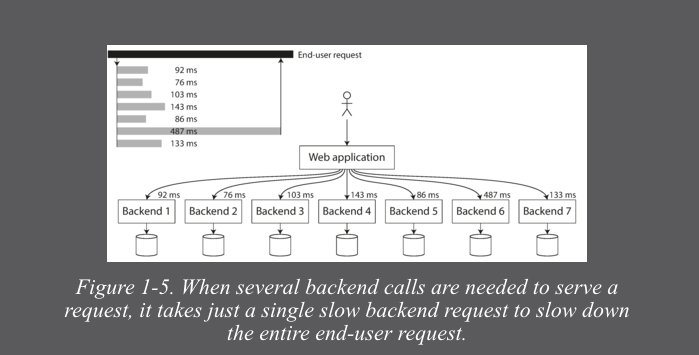 End-user request
92 ms
76 ms
103 ms
143 ms
86 ms
487 ms
133 ms
Web application
92 ms
76 ms
103 ms
143 ms
86 ms
487 ms
133 ms
Backend 1
Backend 2
Backend 3
Backend 4
Backend 5
Backend 6
Backend 7
Figure 1-5. When several backend calls are needed to serve a
request, it takes just a single slow backend request to slow down
the entire end-user request.